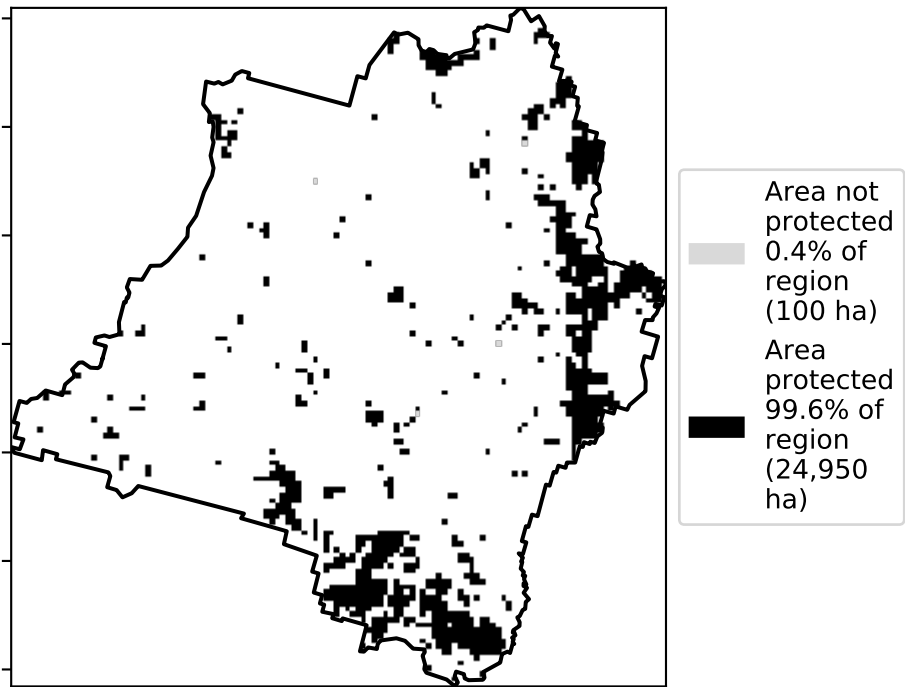 Area not
protected
0.4% of
region
(100 ha)
Area
protected
99.6% of
region
(24,950
ha)